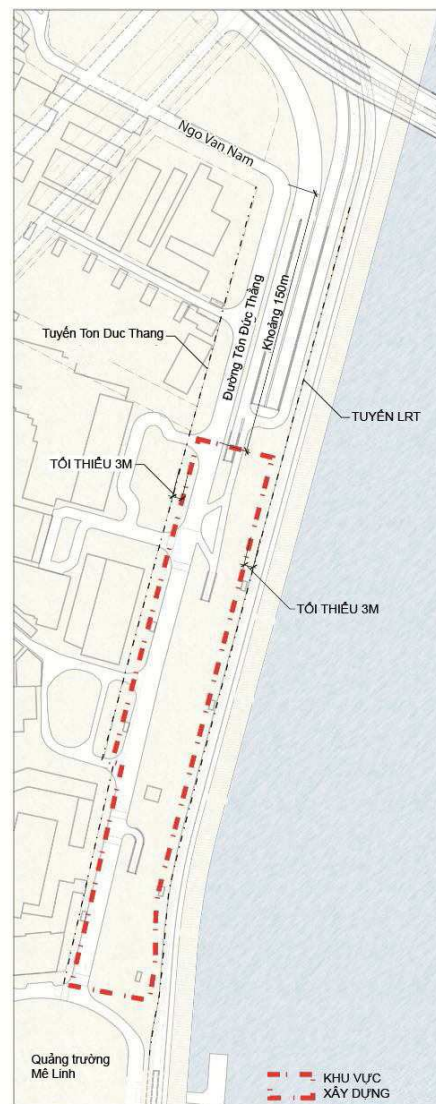 Ngo Van Nam
Đường Tôn Đức Thắng
Khoảng 150m
Tuyến Ton Duc Thang
TUYẾN LRT
TỐI THIỂU 3M
TỐI THIỂU 3M
Quảng trường
Mê Linh
KHU VỰC
XÂY DỰNG